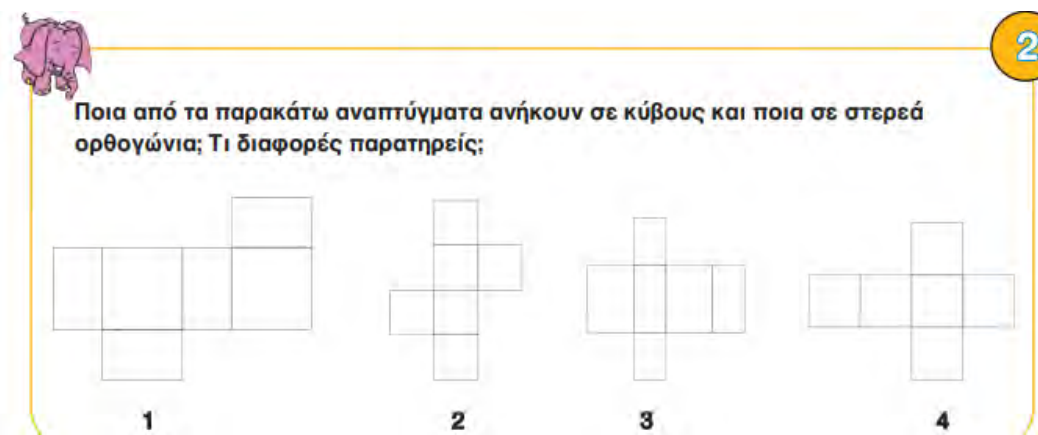 2
Ποια από τα παρακάτω αναπτύγματα ανήκουν σε κύβους και ποια σε στερεά
ορθογώνια; Τι διαφορές παρατηρείς;
1 2 3 4